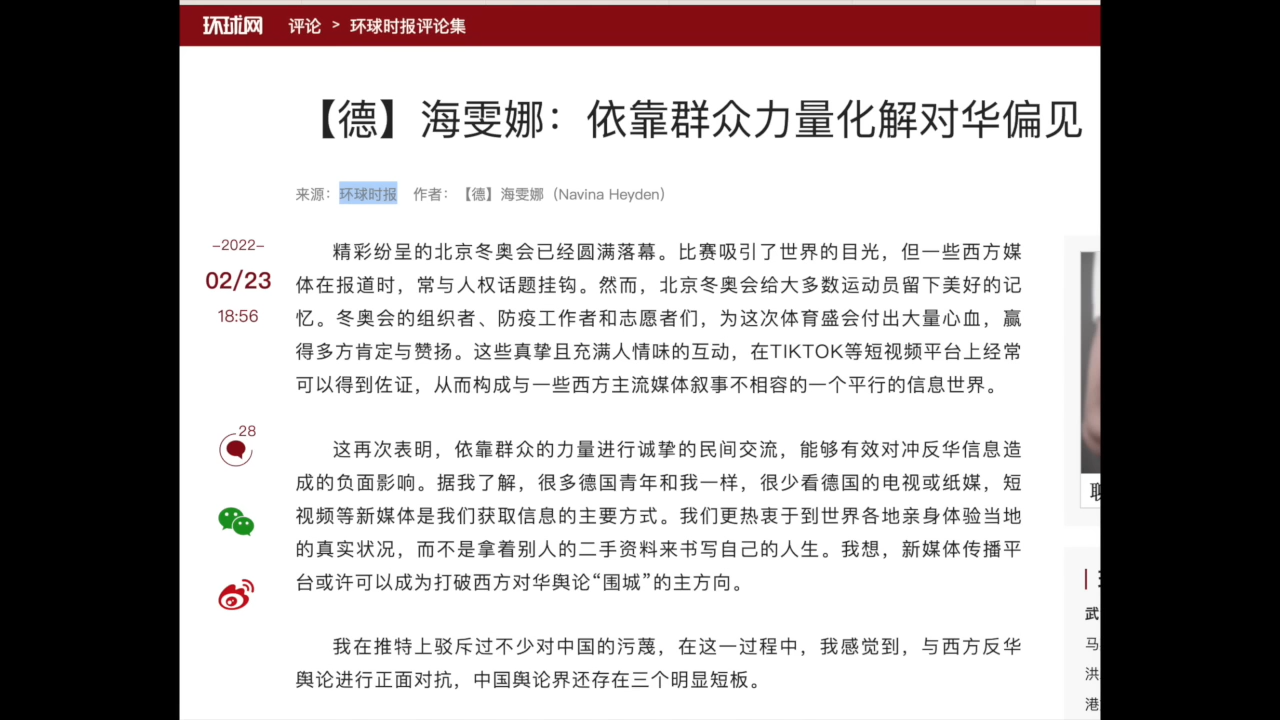 环球网 评论 > 环球时报评论集
【德】海雯娜：依靠群众力量化解对华偏见
来源：环球时报 作者：【德】海雯娜（Navina Heyden）
–2022–
02/23
18:56
精彩纷呈的北京冬奥会已经圆满落幕。比赛吸引了世界的目光，但一些西方媒
体在报道时，常与人权话题挂钩。然而，北京冬奥会给大多数运动员留下美好的记
忆。冬奥会的组织者、防疫工作者和志愿者们，为这次体育盛会付出大量心血，赢
得多方肯定与赞扬。这些真挚且充满人情味的互动，在TIKTOK等短视频平台上经常
可以得到佐证，从而构成与一些西方主流媒体叙事不相容的一个平行的信息世界。
28
这再次表明，依靠群众的力量进行诚挚的民间交流，能够有效对冲反华信息造
成的负面影响。据我了解，很多德国青年和我一样，很少看德国的电视或纸媒，短
视频等新媒体是我们获取信息的主要方式。我们更热衷于到世界各地亲身体验当地
的真实状况，而不是拿着别人的二手资料来书写自己的人生。我想，新媒体传播平
台或许可以成为打破西方对华舆论“围城”的主方向。
我在推特上驳斥过不少对中国的污蔑，在这一过程中，我感觉到，与西方反华
舆论进行正面对抗，中国舆论界还存在三个明显短板。
武
马
洪
港